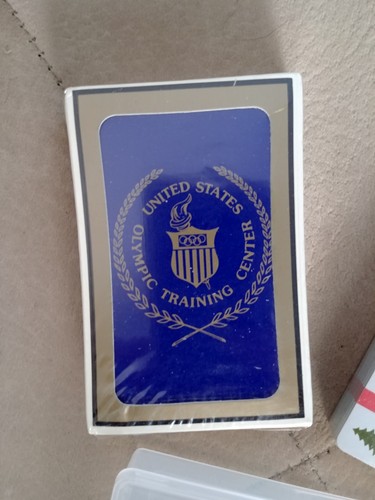 UNITED STATES
OLYMPIC TRAINING CENTER